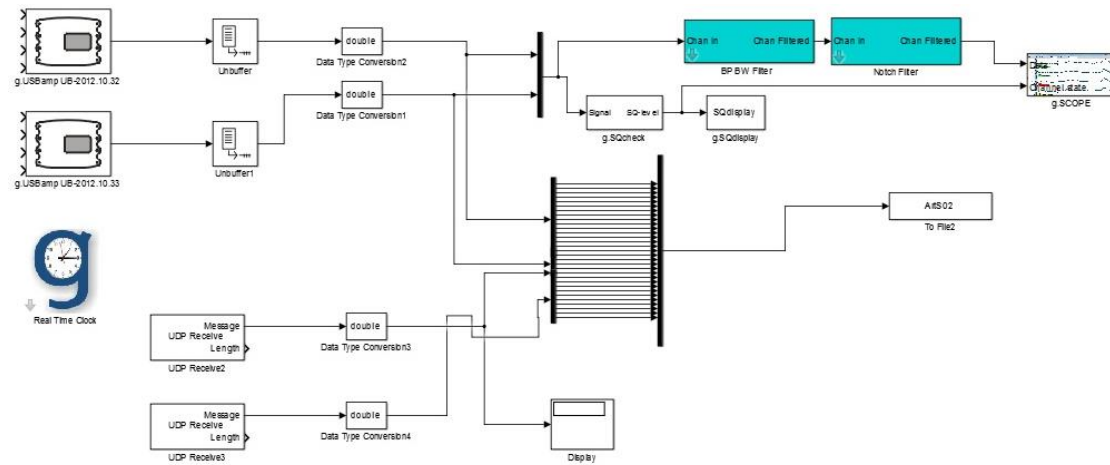 g.USBamp UB-2012.10.32
Unbuffer
double
Data Type Conversion2
g.USBamp UB-2012.10.33
Unbuffer1
double
Data Type Conversion1
Chan In
Chan Filtered
BP BW Filter
Chan In
Chan Filtered
Notch Filter
Data
Channel state
g.SCOPE
Signal
SQ-level
g.SQcheck
SQdisplay
g.SQdisplay
ArtS02
To File2
g
Real Time Clock
Message
UDP Receive
Length
UDP Receive2
double
Data Type Conversion3
Message
UDP Receive
Length
UDP Receive3
double
Data Type Conversion4
Display